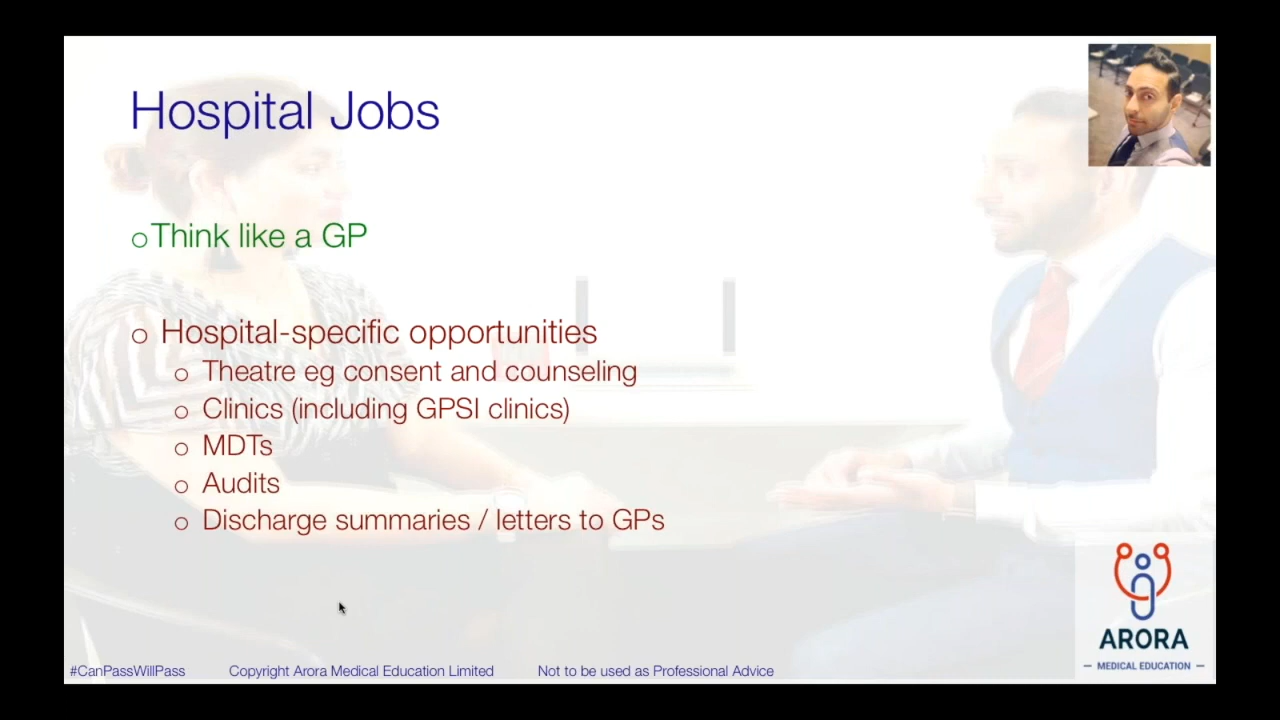 Hospital Jobs
oThink like a GP
o Hospital-specific opportunities
o Theatre eg consent and counseling
o Clinics (including GPSI clinics)
o MDTs
o Audits
o Discharge summaries / letters to GPs
ARORA
MEDICAL EDUCATION
#CanPassWillPass Copyright Arora Medical Education Limited Not to be used as Professional Advice